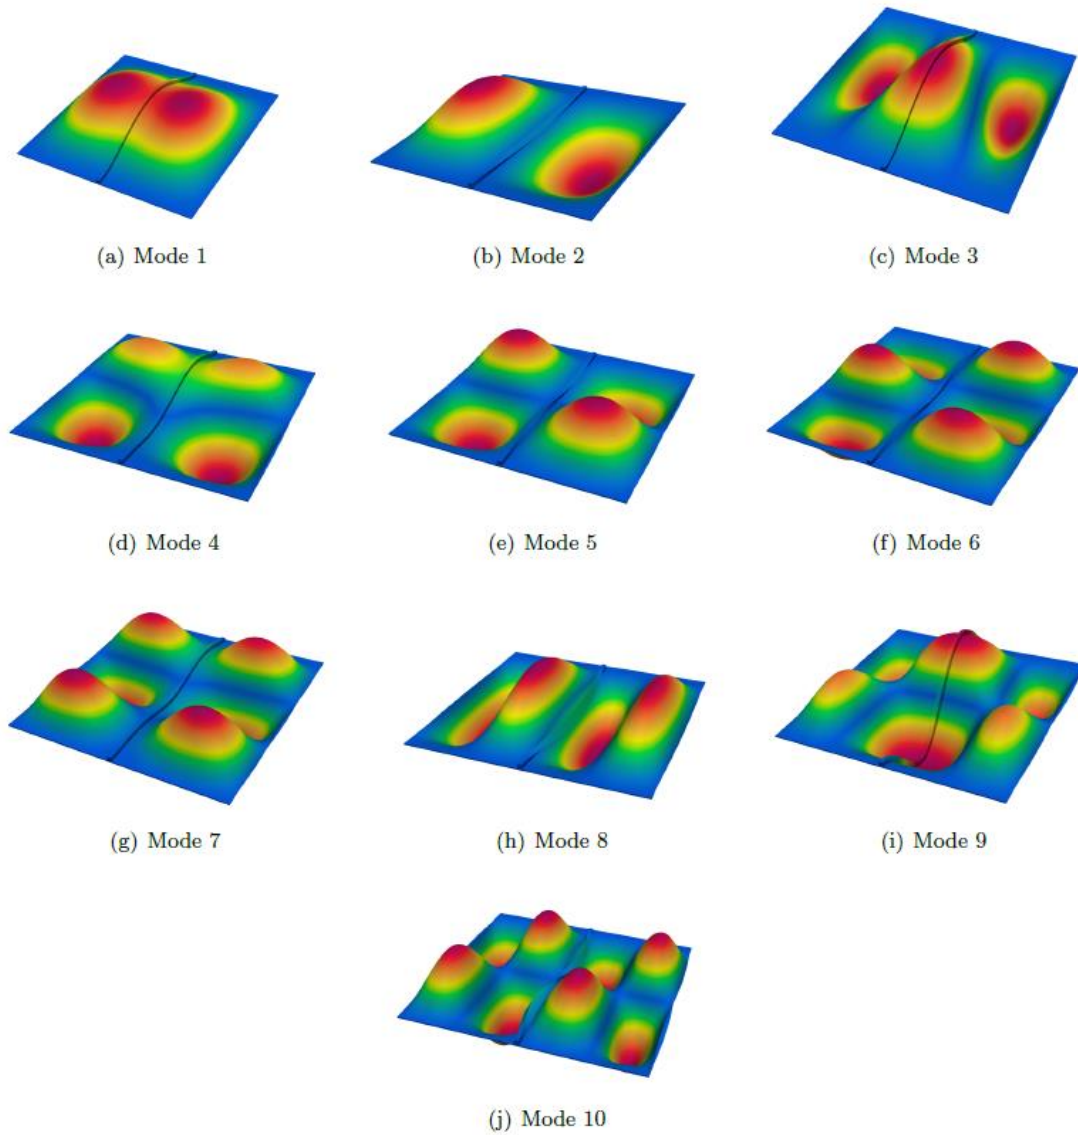 (a) Mode 1
(b) Mode 2
(c) Mode 3
(d) Mode 4
(e) Mode 5
(f) Mode 6
(g) Mode 7
(h) Mode 8
(i) Mode 9
(j) Mode 10